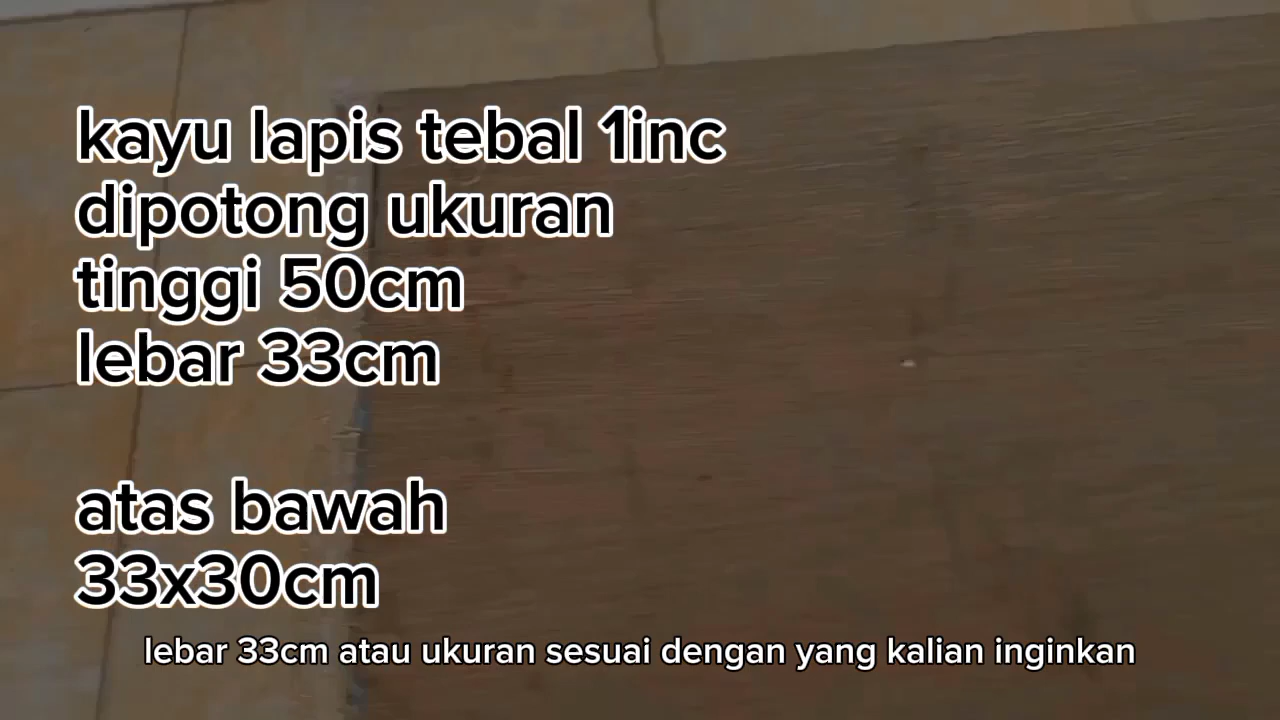 kayu lapis tebal 1inc
dipotong ukuran
tinggi 50cm
lebar 33cm
atas bawah
33x30cm
lebar 33cm atau ukuran sesuai dengan yang kalian inginkan